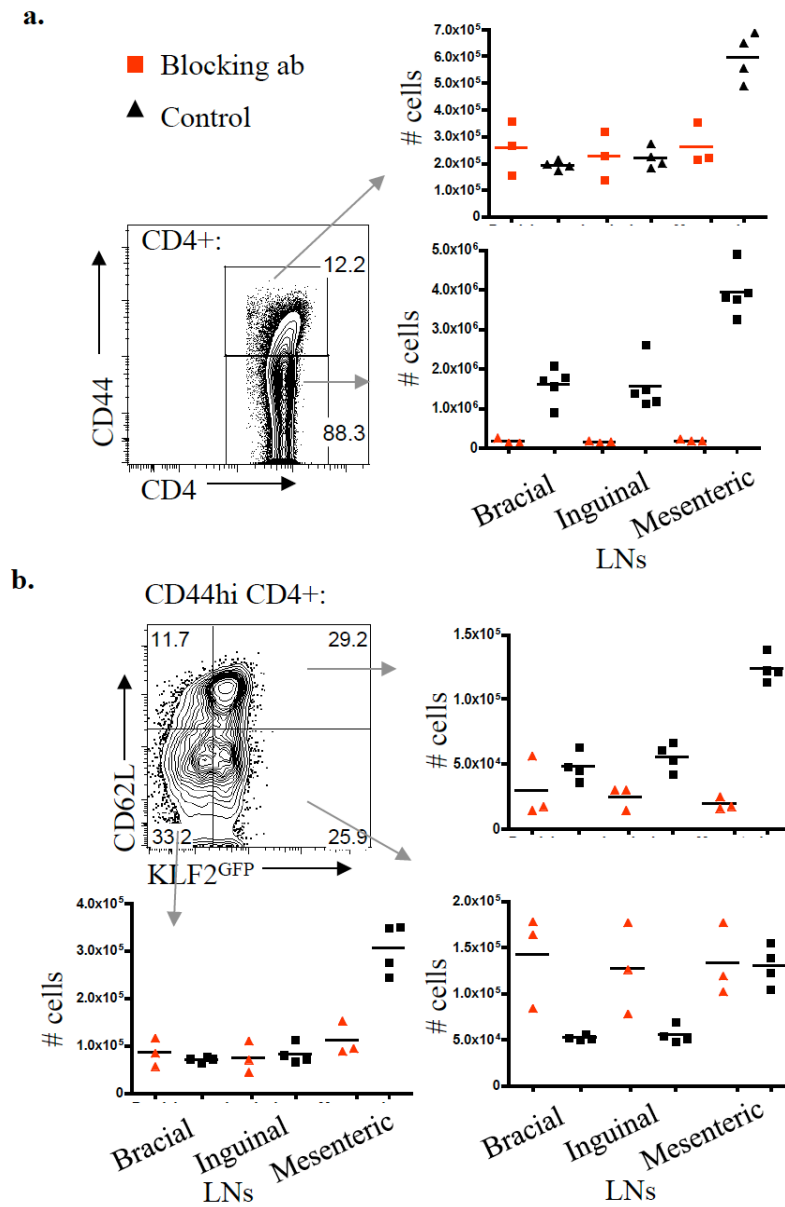 a.
Blocking ab
Control
# cells
7.0x10⁵
6.0x10⁵
5.0x10⁵
4.0x10⁵
3.0x10⁵
2.0x10⁵
1.0x10⁵
0
CD4+:
12.2
88.3
CD44
CD4
# cells
5.0x10⁶
4.0x10⁶
3.0x10⁶
2.0x10⁶
1.0x10⁶
0
Bracial
Inguinal
Mesenteric
LNs
b.
CD44hi CD4+:
11.7
29.2
33.2
25.9
CD62L
KLF2ᴳᶠᴾ
# cells
1.5x10⁵
1.0x10⁵
5.0x10⁴
0
# cells
4.0x10⁵
3.0x10⁵
2.0x10⁵
1.0x10⁵
0
Bracial
Inguinal
Mesenteric
LNs
# cells
2.0x10⁵
1.5x10⁵
1.0x10⁵
5.0x10⁴
0
Bracial
Inguinal
Mesenteric
LNs